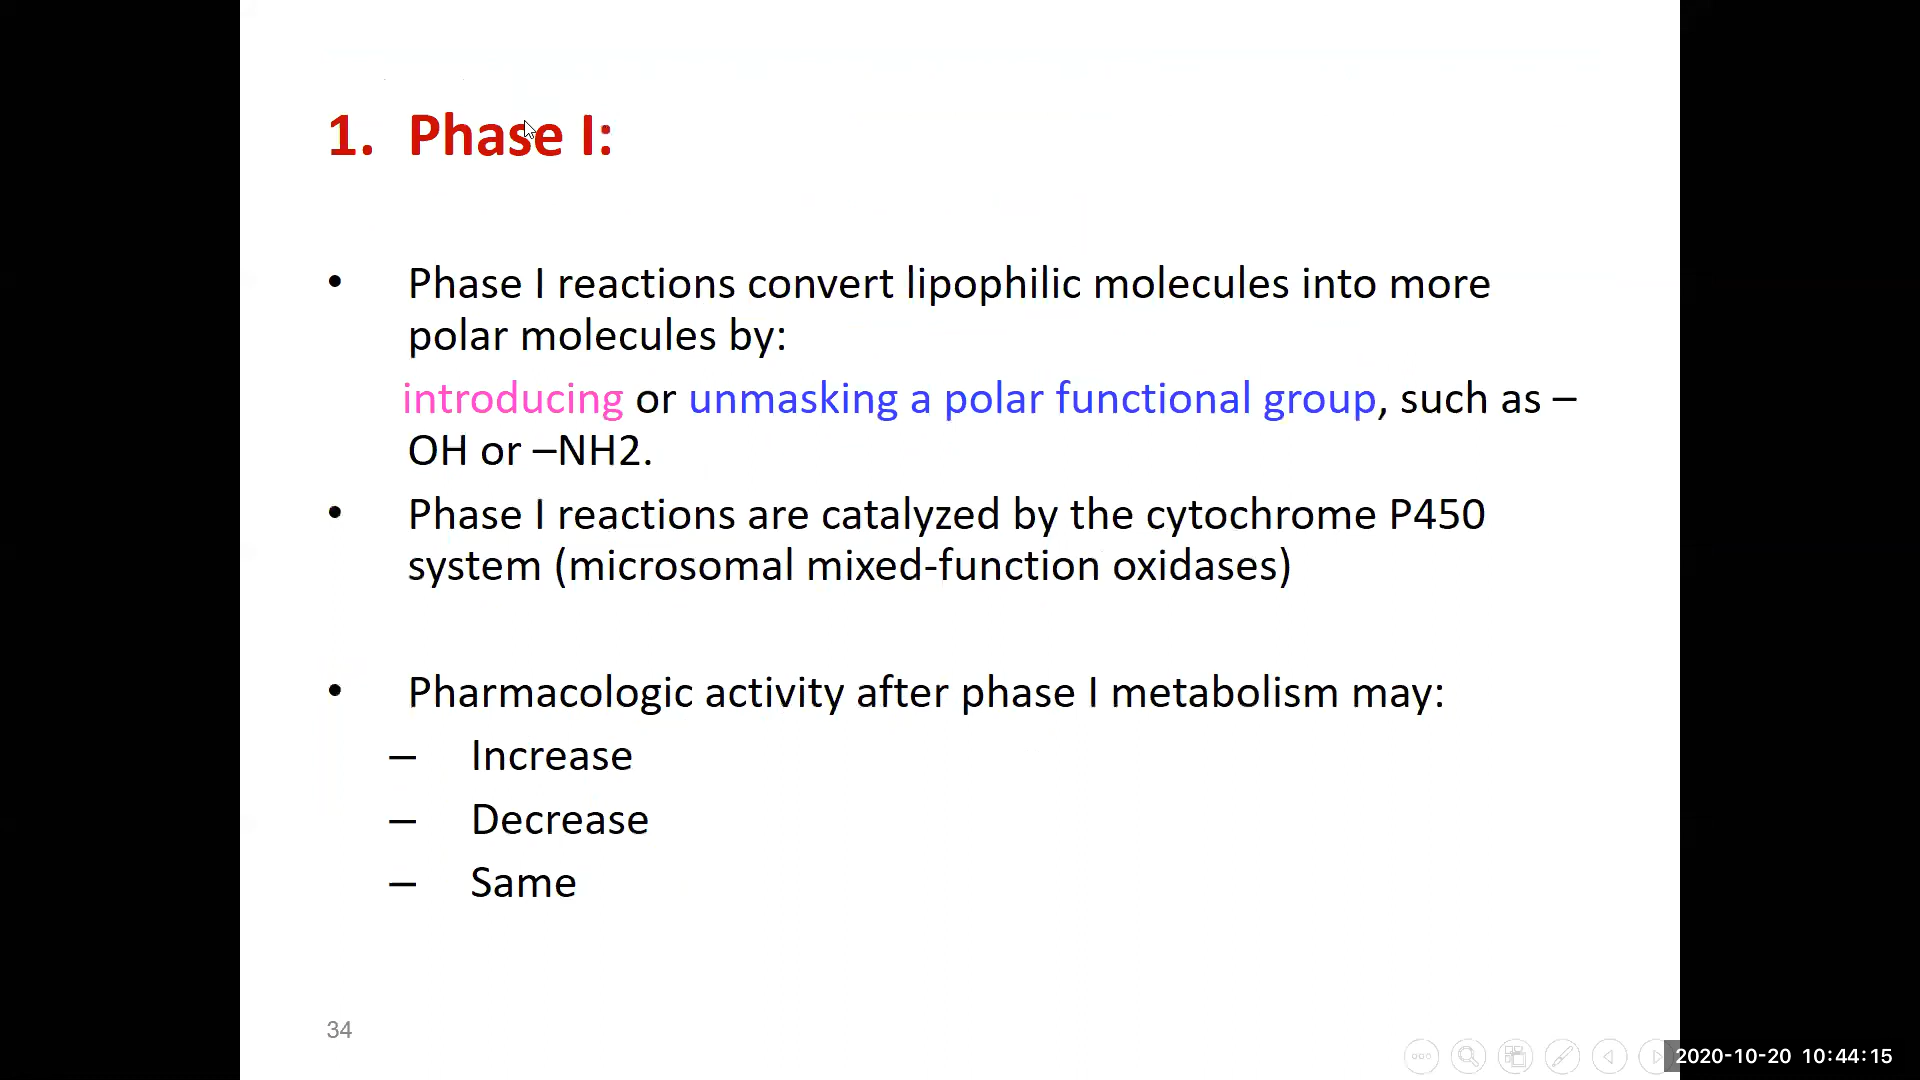 1. Phase I:
• Phase I reactions convert lipophilic molecules into more
polar molecules by:
introducing or unmasking a polar functional group, such as –
OH or –NH2.
• Phase I reactions are catalyzed by the cytochrome P450
system (microsomal mixed-function oxidases)
• Pharmacologic activity after phase I metabolism may:
– Increase
– Decrease
– Same
34
2020-10-20 10:44:15